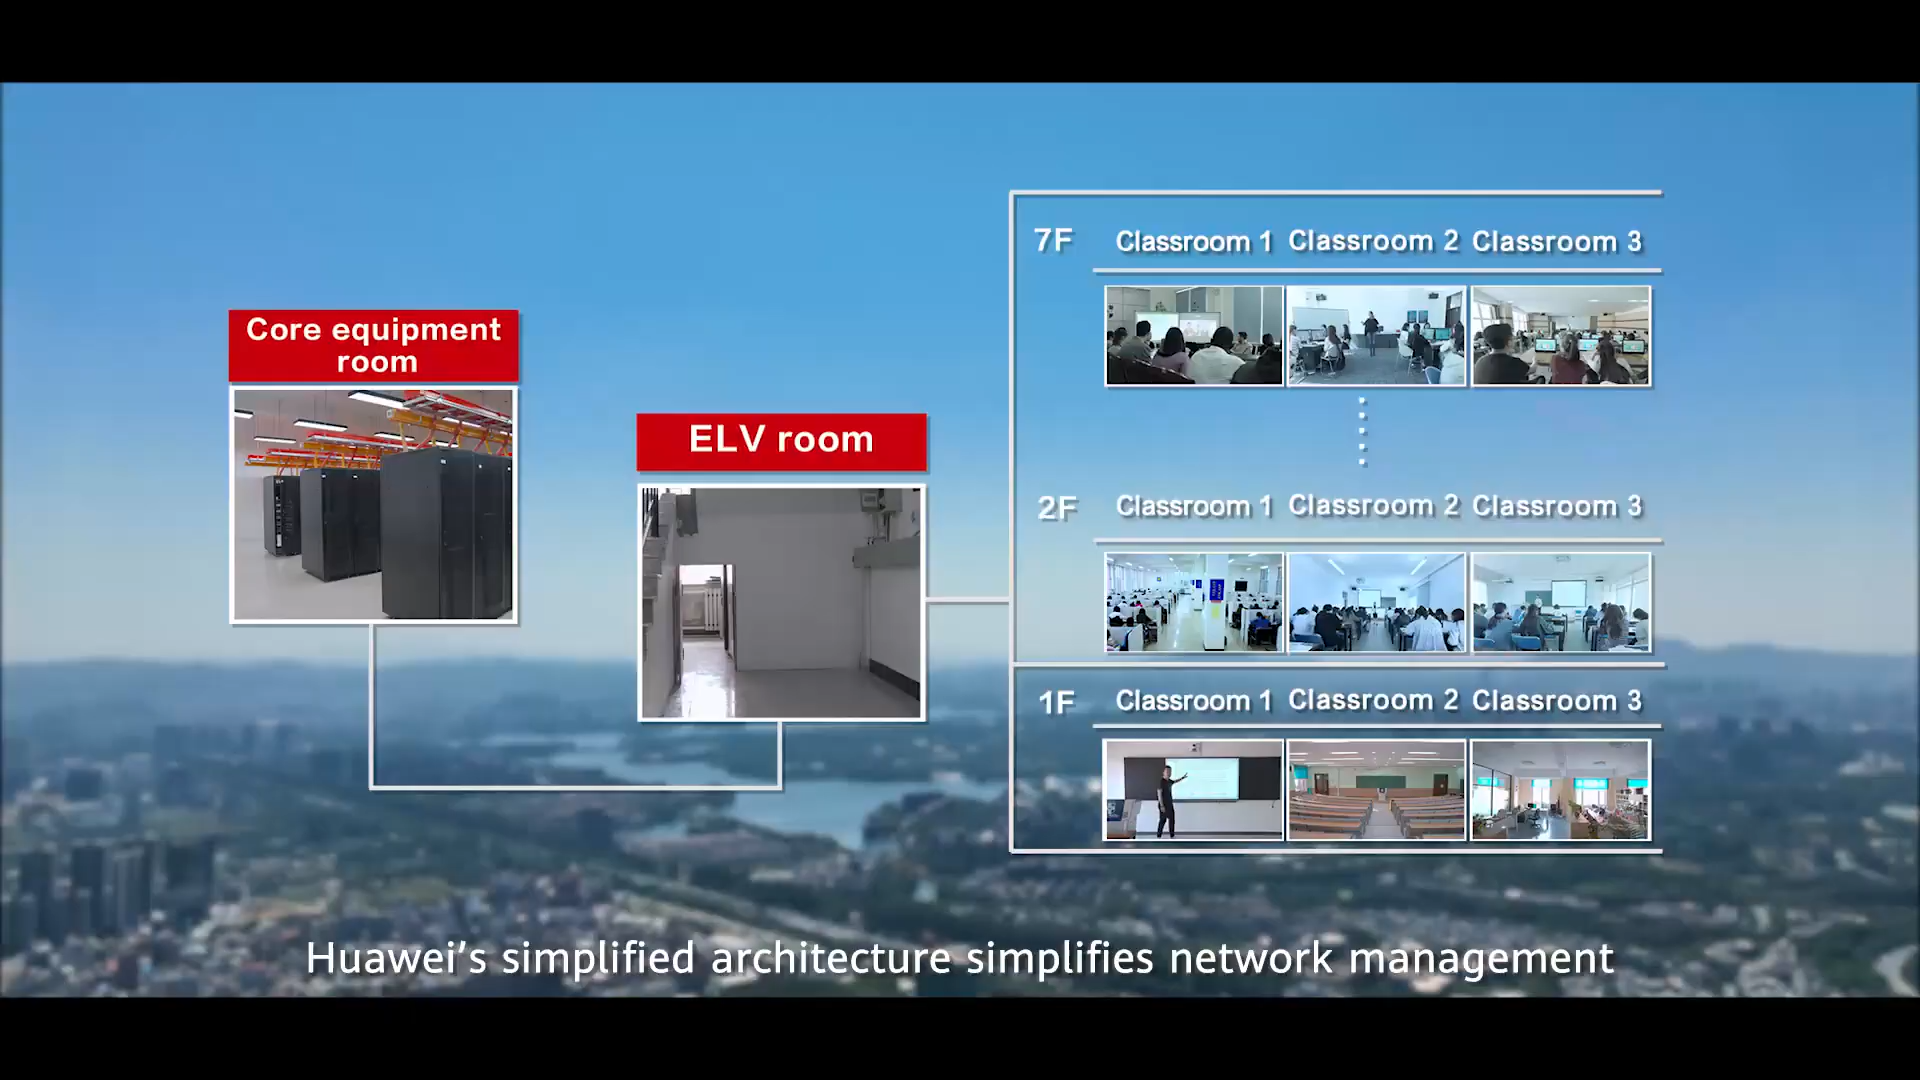 Core equipment
room
ELV room
7F Classroom 1 Classroom 2 Classroom 3
2F Classroom 1 Classroom 2 Classroom 3
1F Classroom 1 Classroom 2 Classroom 3
Huawei’s simplified architecture simplifies network management